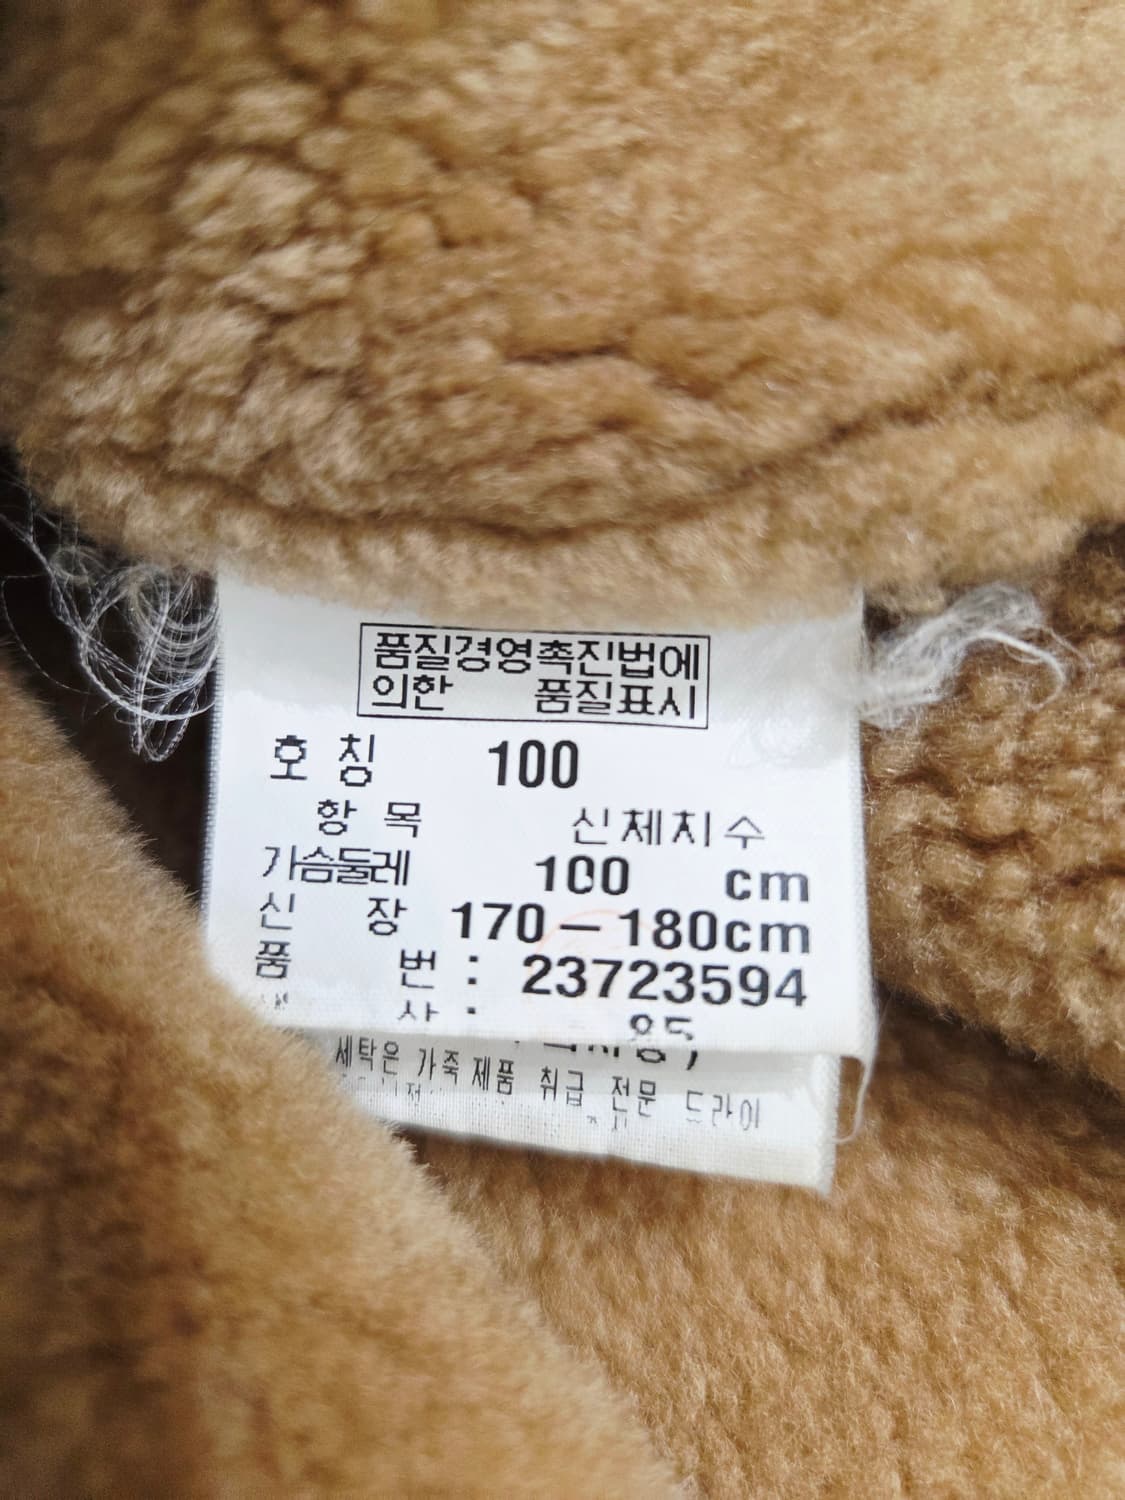 품질경영촉진법에
의한 품질표시
호 칭 100
항 목 신체치수
가슴둘레 100 cm
신 장 170-180cm
품 번 : 23723594
85
세탁은 가죽 제품 취급 전문 드라이